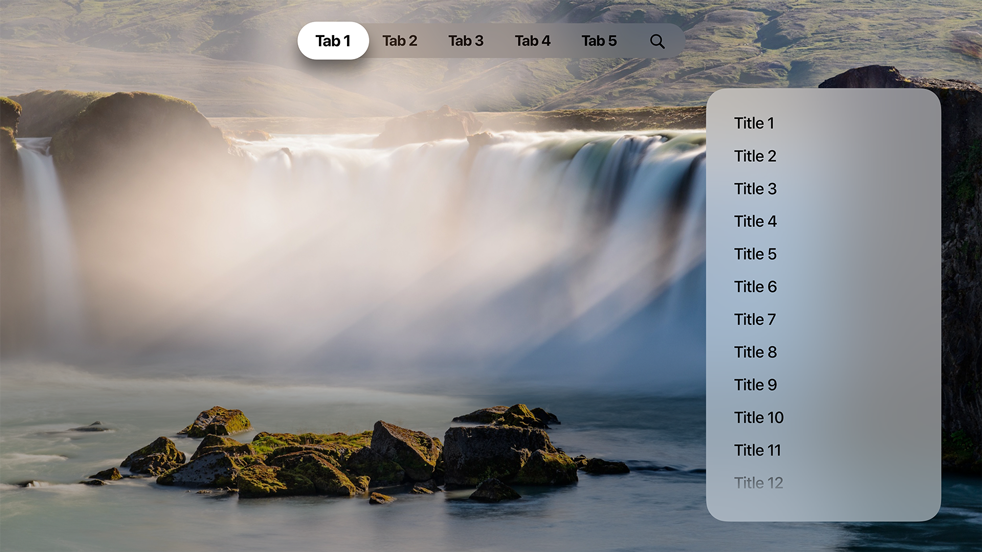 Tab 1 Tab 2 Tab 3 Tab 4 Tab 5
Title 1
Title 2
Title 3
Title 4
Title 5
Title 6
Title 7
Title 8
Title 9
Title 10
Title 11
Title 12